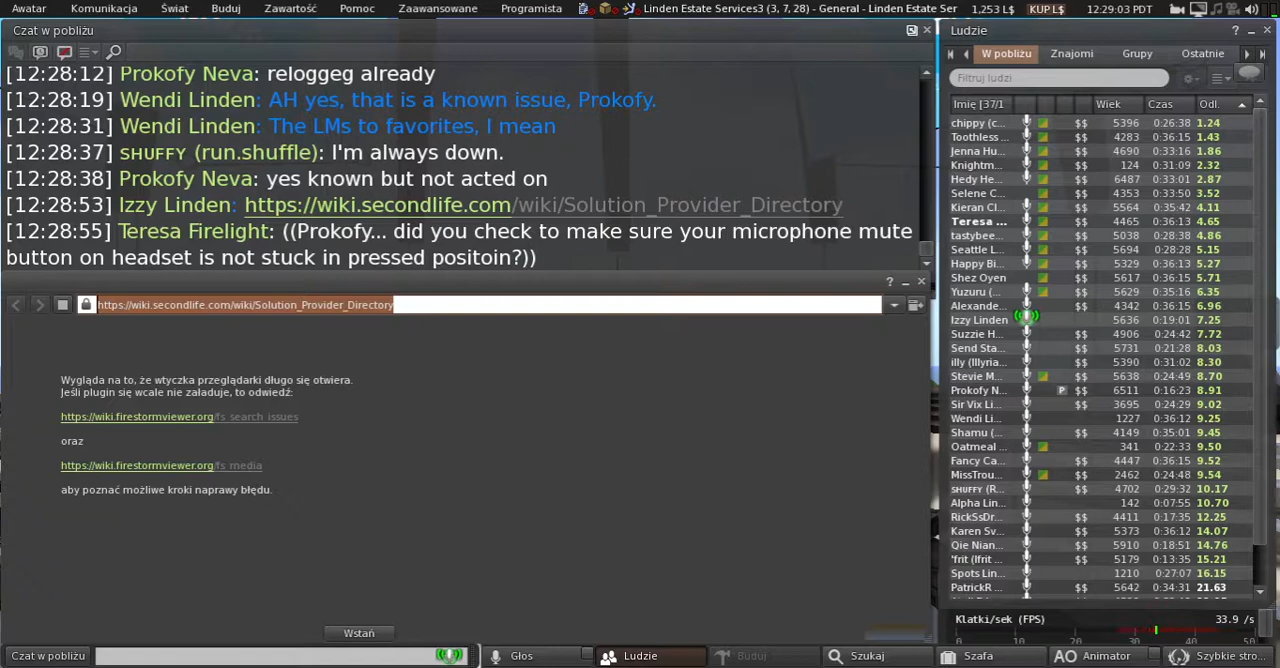 Awatar Komunikacja Świat Buduj Zawartość Pomoc Zaawansowane Programista Linden Estate Services3 (3, 7, 28) - General - Linden Estate Ser 1,253 L$ KUP L$ 12:29:03 PDT
Czat w pobliżu
[12:28:12] Prokofy Neva: reloggeg already
[12:28:19] Wendi Linden: AH yes, that is a known issue, Prokofy.
[12:28:31] Wendi Linden: The LMs to favorites, I mean
[12:28:37] sʜᴜꜰꜰʏ (run.shuffle): I'm always down.
[12:28:38] Prokofy Neva: yes known but not acted on
[12:28:53] Izzy Linden: https://wiki.secondlife.com/wiki/Solution_Provider_Directory
[12:28:55] Teresa Firelight: ((Prokofy... did you check to make sure your microphone mute
button on headset is not stuck in pressed positoin?))
https://wiki.secondlife.com/wiki/Solution_Provider_Directory
Wygląda na to, że wtyczka przeglądarki długo się otwiera.
Jeśli plugin się wcale nie załaduje, to odwiedź:
https://wiki.firestormviewer.org/fs_search_issues
oraz
https://wiki.firestormviewer.org/fs_media
aby poznać możliwe kroki naprawy błędu.
Wstań
Ludzie
W pobliżu Znajomi Grupy Ostatnie
Filtruj ludzi
Imię [37/1 Wiek Czas Odl.
chippy (c... $$ 5396 0:26:38 1.24
Toothless ... $$ 4283 0:36:15 1.43
Jenna Hu... $$ 4690 0:33:16 1.86
Knightm... $$ 124 0:31:09 2.32
Hedy He... $$ 6487 0:33:01 2.87
Selene C... $$ 4353 0:33:50 3.52
Kieran Cl... $$ 5564 0:35:42 4.11
Teresa ... $$ 4465 0:36:13 4.65
tastybee... $$ 5038 0:28:38 4.86
Seattle L... $$ 5694 0:28:28 5.15
Happy Bi... $$ 5329 0:36:13 5.27
Shez Oyen $$ 5617 0:36:15 5.71
Yuzuru (... $$ 5629 0:35:16 6.35
Alexande... $$ 4342 0:36:15 6.96
Izzy Linden 5636 0:19:01 7.25
Suzzie H... $$ 4906 0:24:42 7.72
Send Sta... $$ 5731 0:21:28 8.03
illy (Illyria... $$ 5390 0:31:02 8.30
Stevie M... $$ 5638 0:24:49 8.70
Prokofy N... P $$ 6511 0:16:23 8.91
Sir Vix Li... $$ 3695 0:24:29 9.02
Wendi Li... 1227 0:36:12 9.25
Shamu (... $$ 4149 0:35:01 9.45
Oatmeal ... 341 0:22:33 9.50
Fancy Ca... $$ 4447 0:36:15 9.52
MissTrou... $$ 2462 0:24:48 9.54
sʜᴜꜰꜰʏ (R... $$ 4702 0:29:32 10.17
Alpha Lin... 142 0:07:55 10.70
RickSsDr... $$ 4411 0:17:35 12.25
Karen Sv... $$ 5373 0:36:12 14.07
Qie Nian... $$ 5910 0:18:51 14.76
'frit (Ifrit ... $$ 5179 0:13:35 15.21
Spots Lin... 1210 0:27:07 16.15
PatrickR ... $$ 5642 0:34:31 21.63
Klatki/sek (FPS) 33.9 /s
0 10 20 30 40 50
Czat w pobliżu Głos Ludzie Buduj Szukaj Szafa AO Animator Szybkie stro...